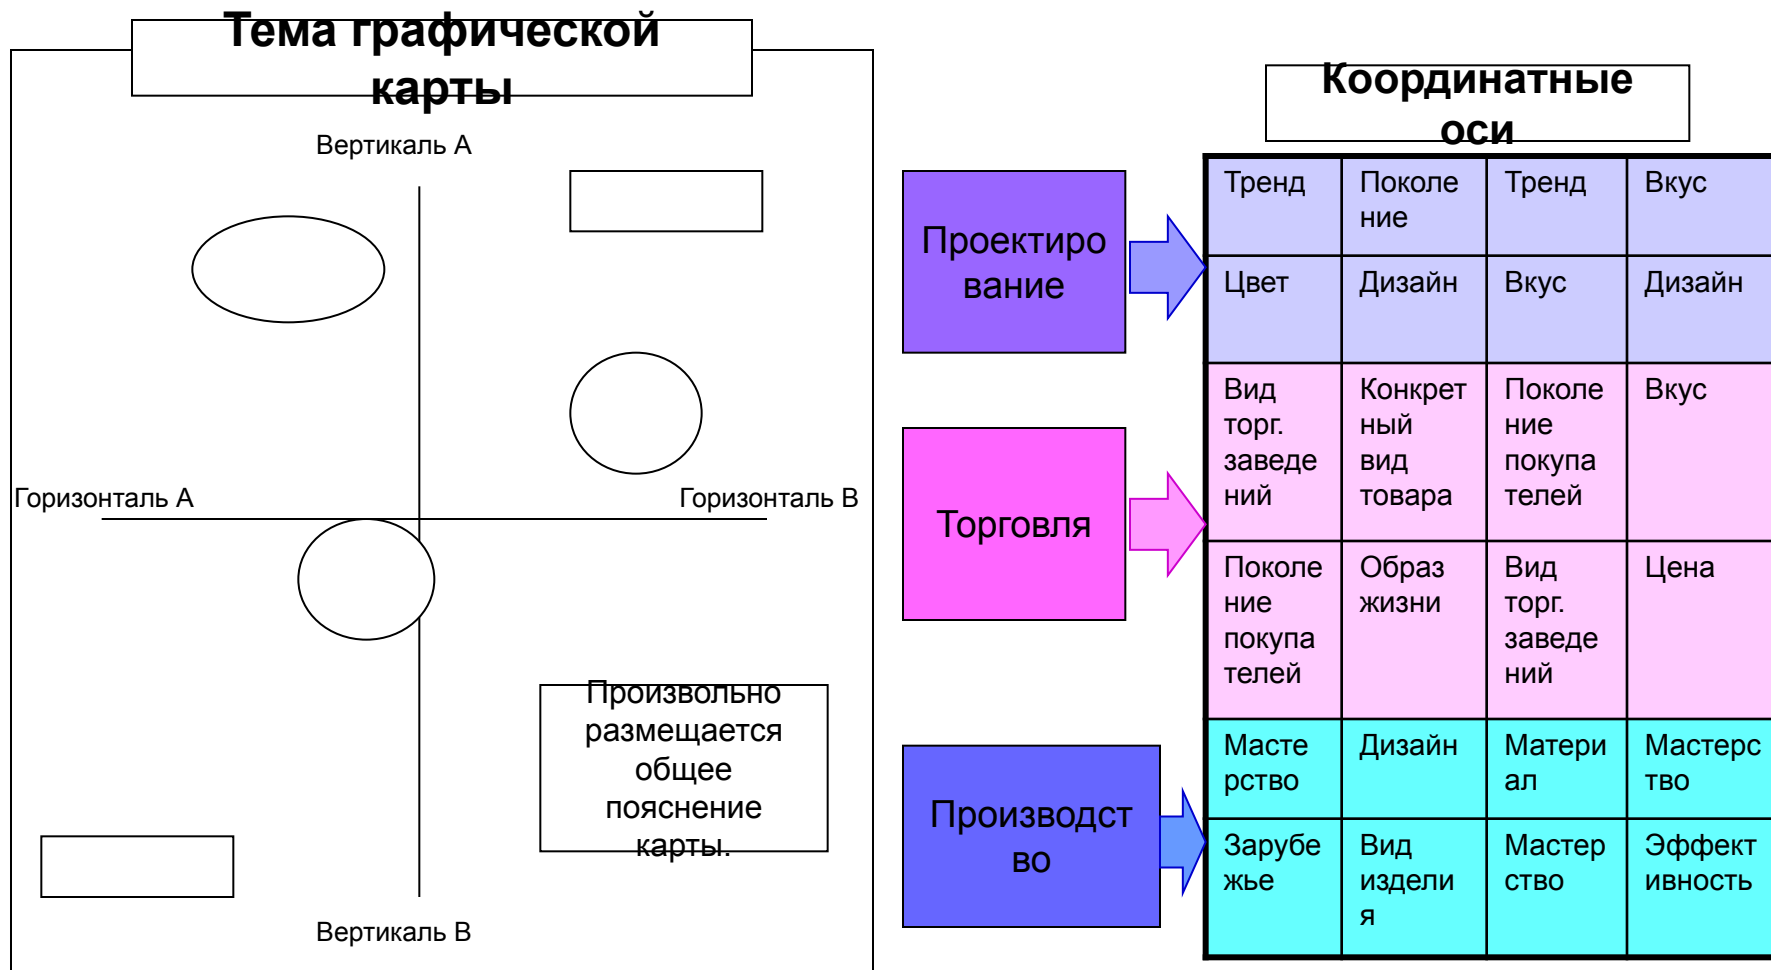 Тема графической
карты
Вертикаль А
Горизонталь А
Горизонталь В
Произвольно
размещается
общее
пояснение
карты.
Вертикаль В
Проектиро
вание
Торговля
Производст
во
Координатные
оси
Тренд
Поколе
ние
Тренд
Вкус
Цвет
Дизайн
Вкус
Дизайн
Вид
торг.
заведе
ний
Конкрет
ный
вид
товара
Поколе
ние
покупа
телей
Вкус
Поколе
ние
покупа
телей
Образ
жизни
Вид
торг.
заведе
ний
Цена
Масте
рство
Дизайн
Матери
ал
Мастерс
тво
Зарубе
жье
Вид
издели
я
Мастер
ство
Эффект
ивность